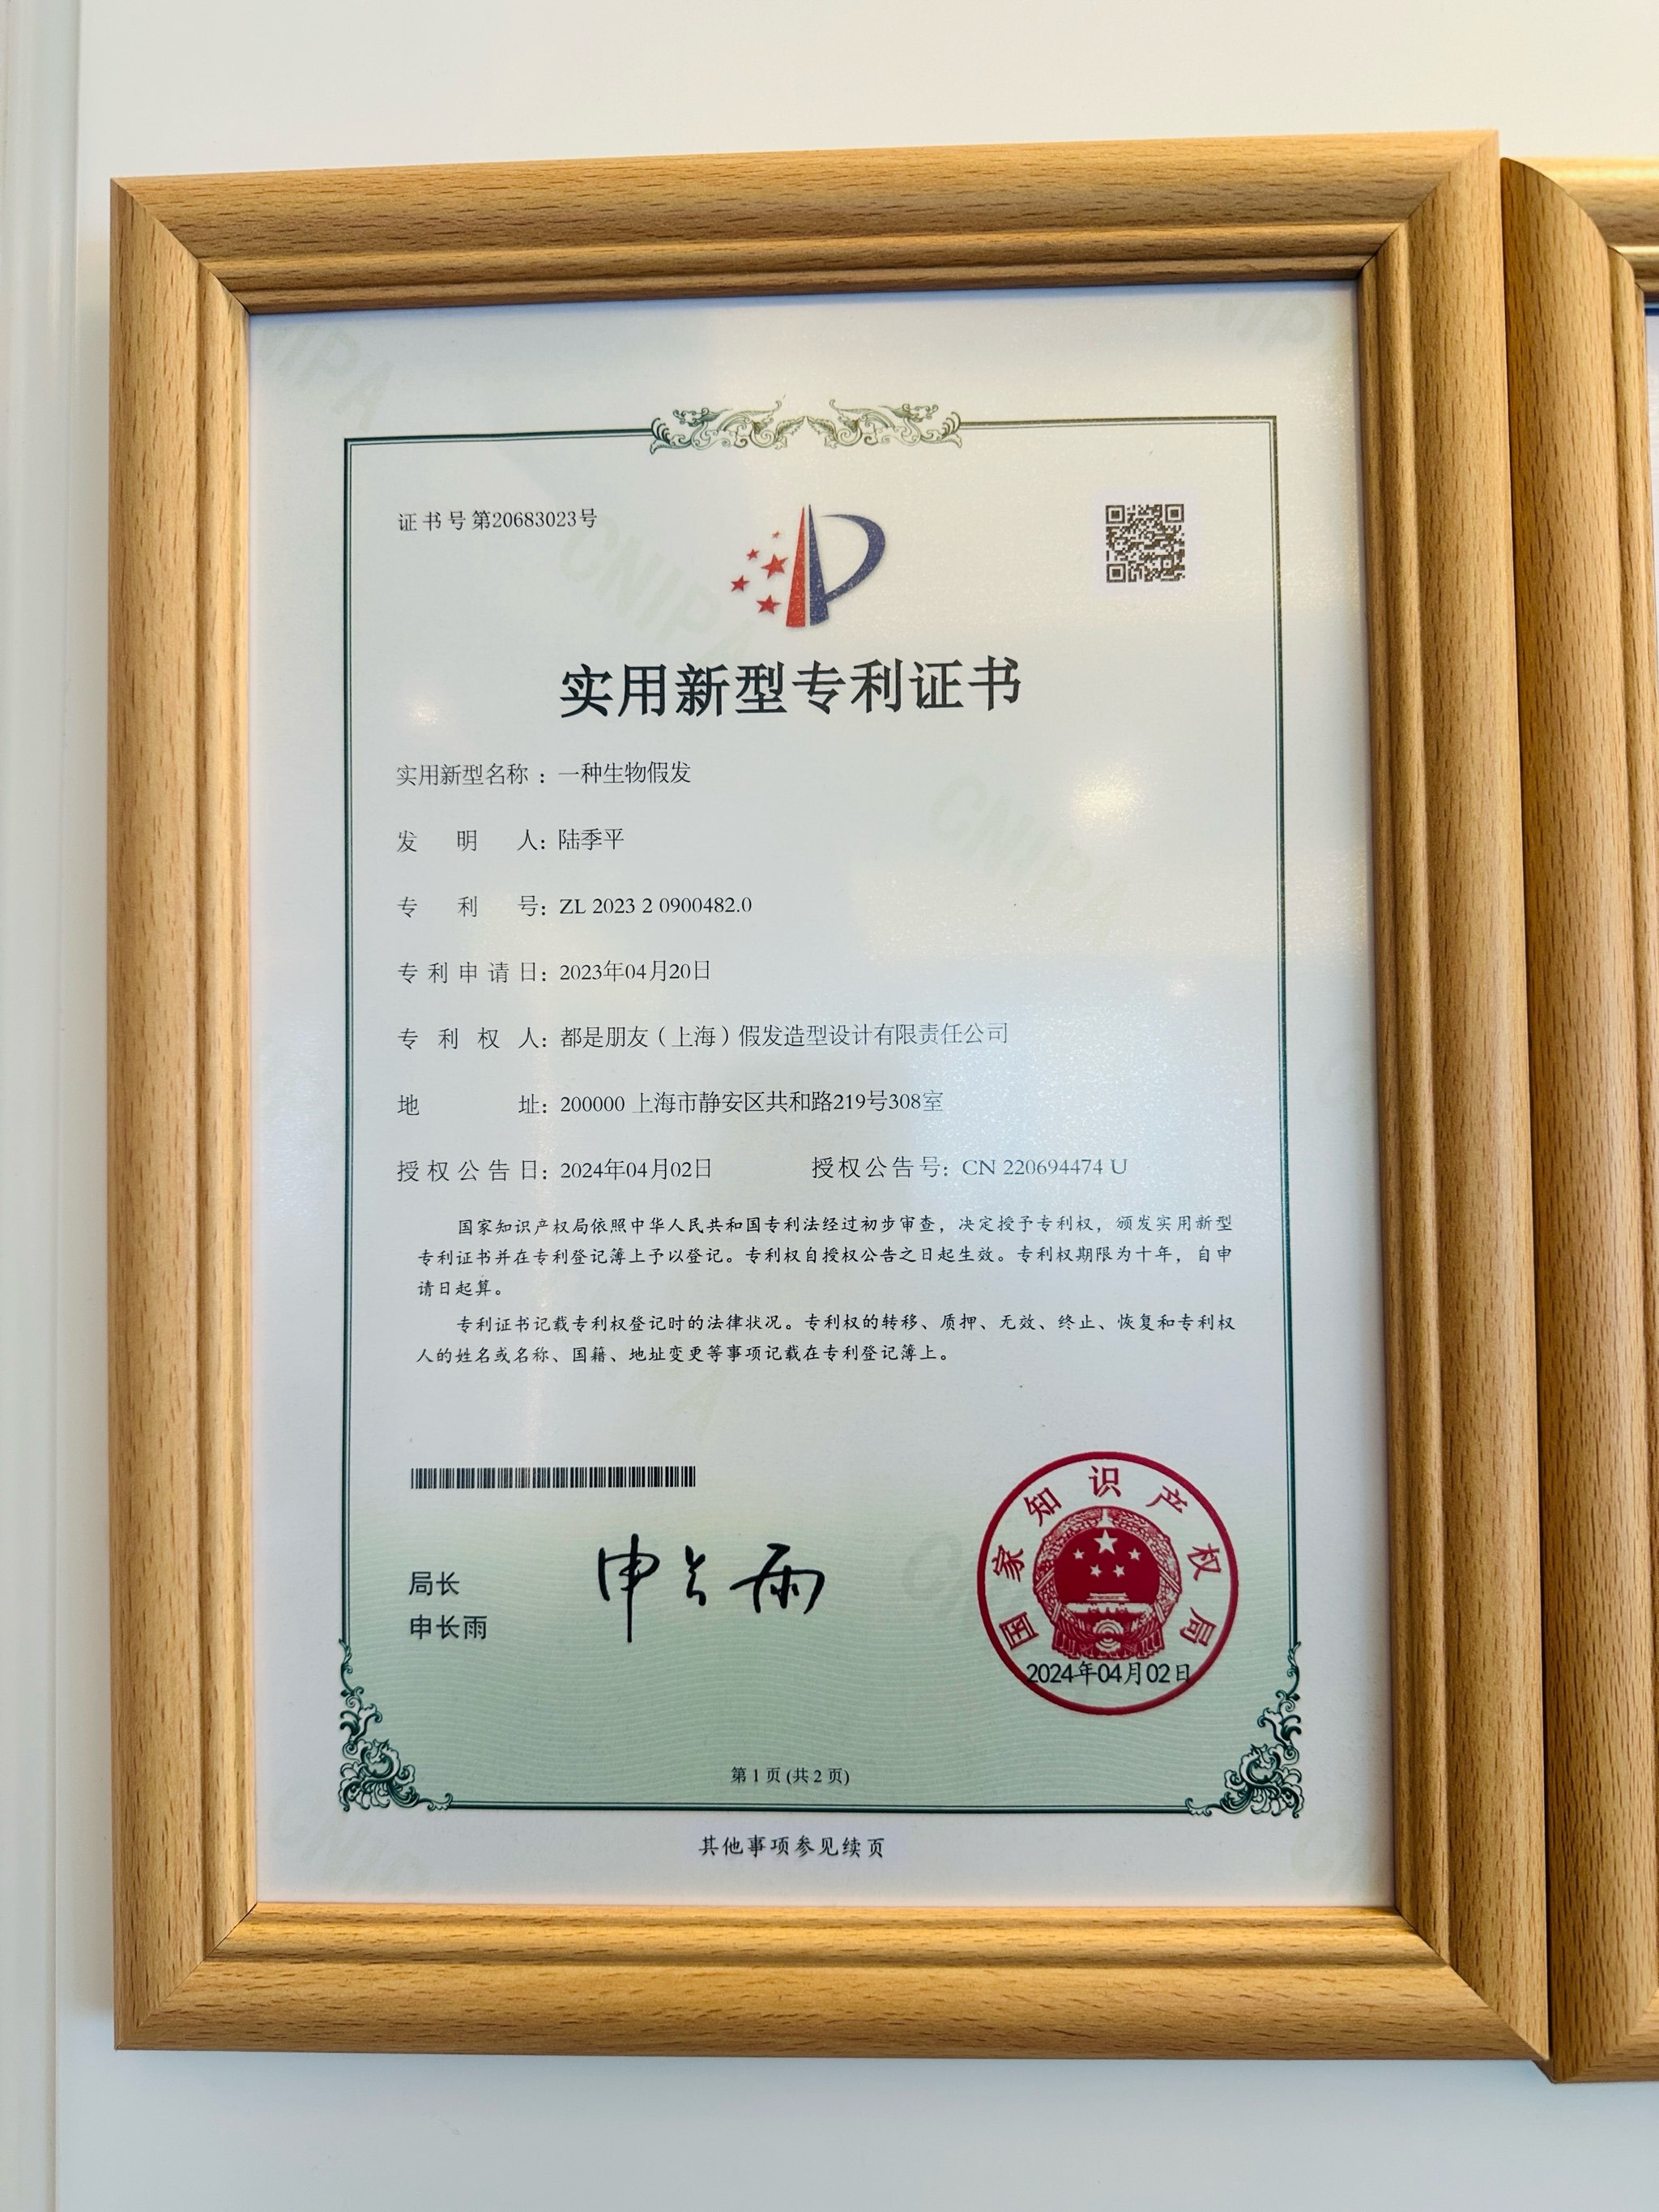 证书号第20683023号
实用新型专利证书
实用新型名称：一种生物假发
发明人：陆季平
专利号：ZL 2023 2 0900482.0
专利申请日：2023年04月20日
专利权人：都是朋友（上海）假发造型设计有限责任公司
地址：200000 上海市静安区共和路219号308室
授权公告日：2024年04月02日 授权公告号：CN 220694474 U
国家知识产权局依照中华人民共和国专利法经过初步审查，决定授予专利权，颁发实用新型
专利证书并在专利登记簿上予以登记。专利权自授权公告之日起生效。专利权期限为十年，自申
请日起算。
专利证书记载专利权登记时的法律状况。专利权的转移、质押、无效、终止、恢复和专利权
人的姓名或名称、国籍、地址变更等事项记载在专利登记簿上。
局长
申长雨
申长雨
国家知识产权局
2024年04月02日
第 1 页 (共 2 页)
其他事项参见续页
CNIPA
CNIPA
CNIPA